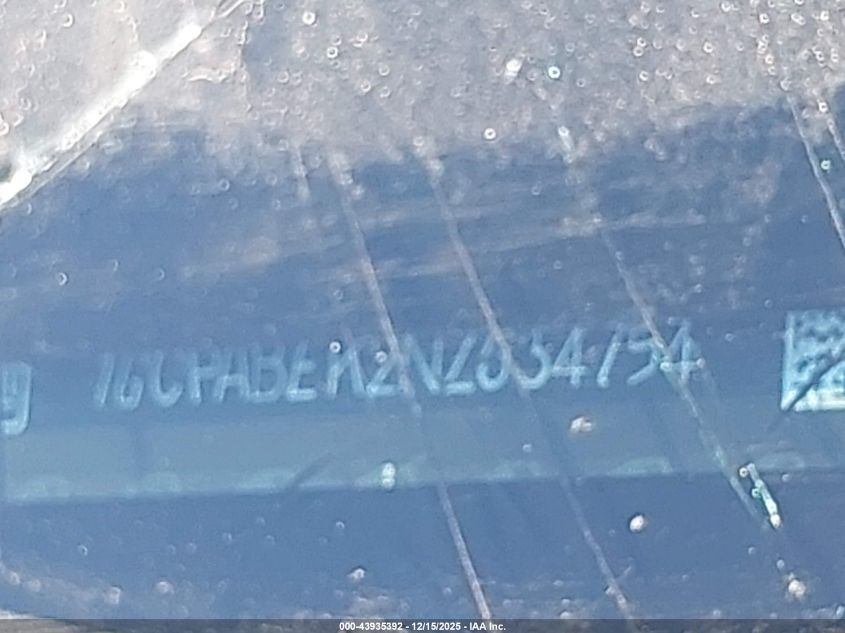 1GCPABEK2NZ634754
000-43935392 - 12/15/2025 - IAA Inc.